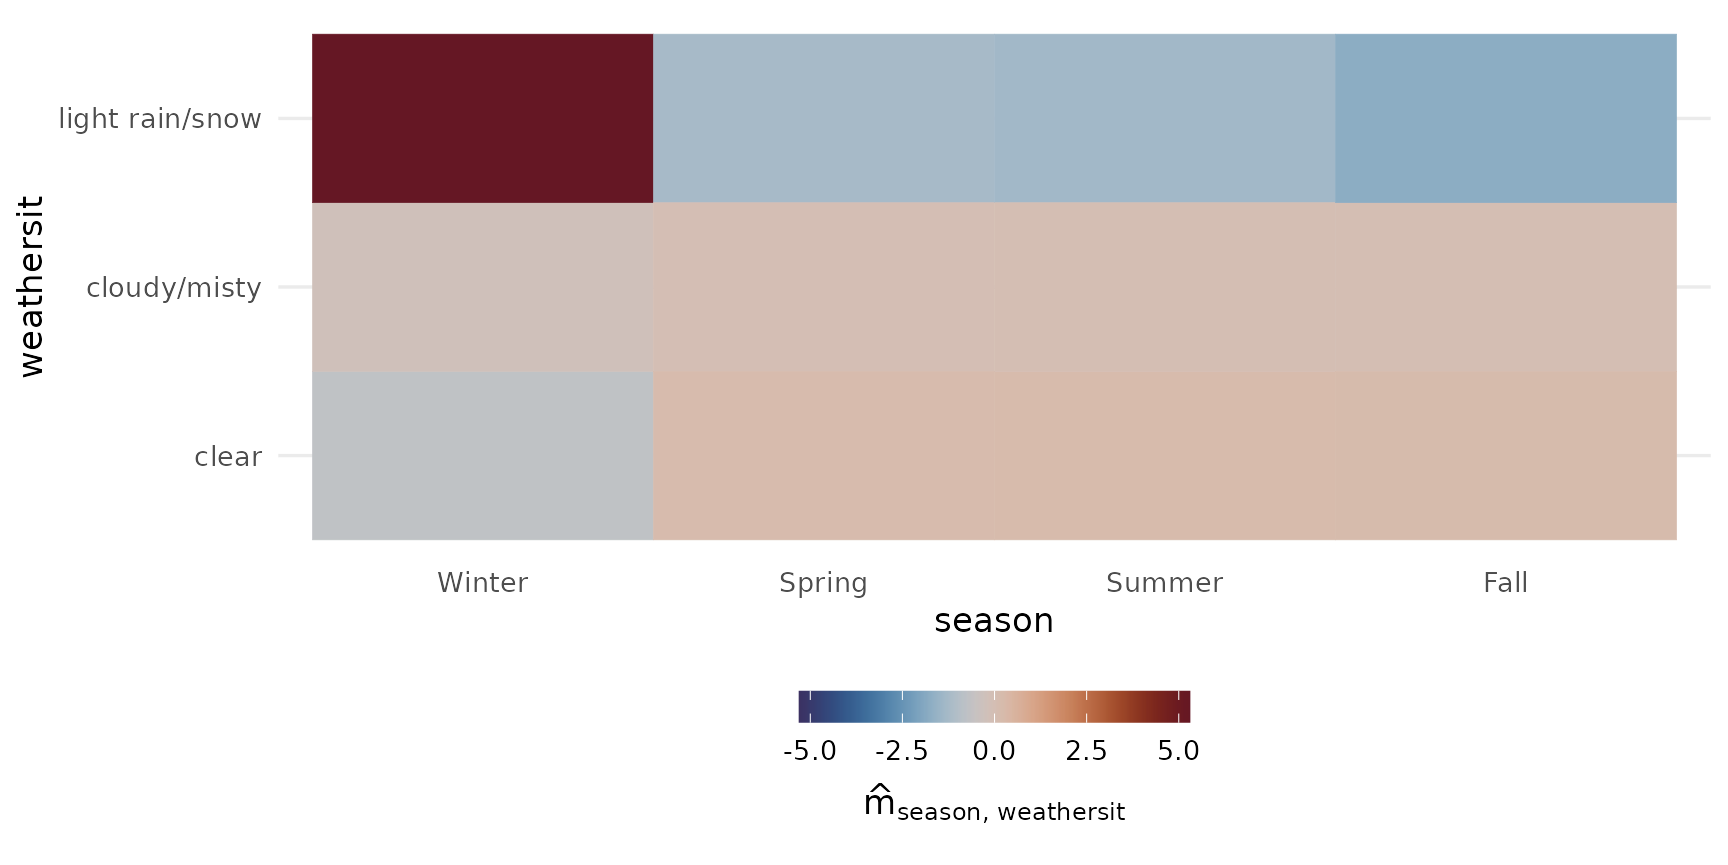 light rain/snow
cloudy/misty
clear
weathersit
Winter Spring Summer Fall
season
-5.0 -2.5 0.0 2.5 5.0
m̂season, weathersit